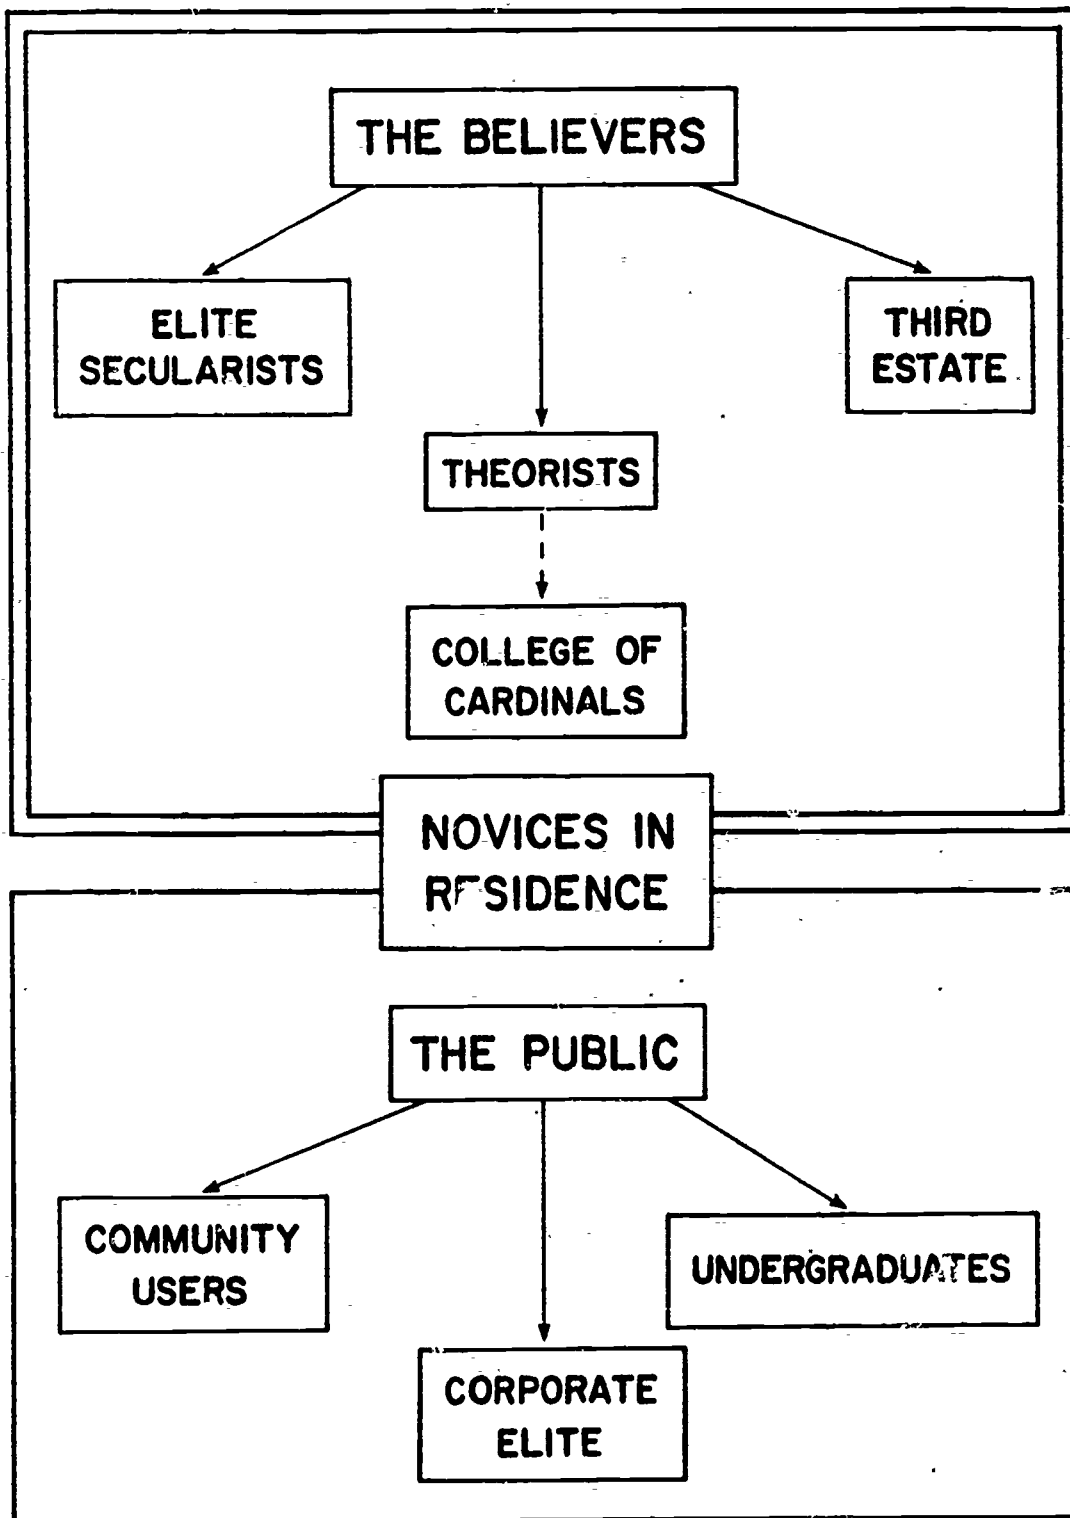 THE BELIEVERS
ELITE
SECULARISTS
THIRD
ESTATE
THEORISTS
COLLEGE OF
CARDINALS
NOVICES IN
RESIDENCE
THE PUBLIC
COMMUNITY
USERS
UNDERGRADUATES
CORPORATE
ELITE